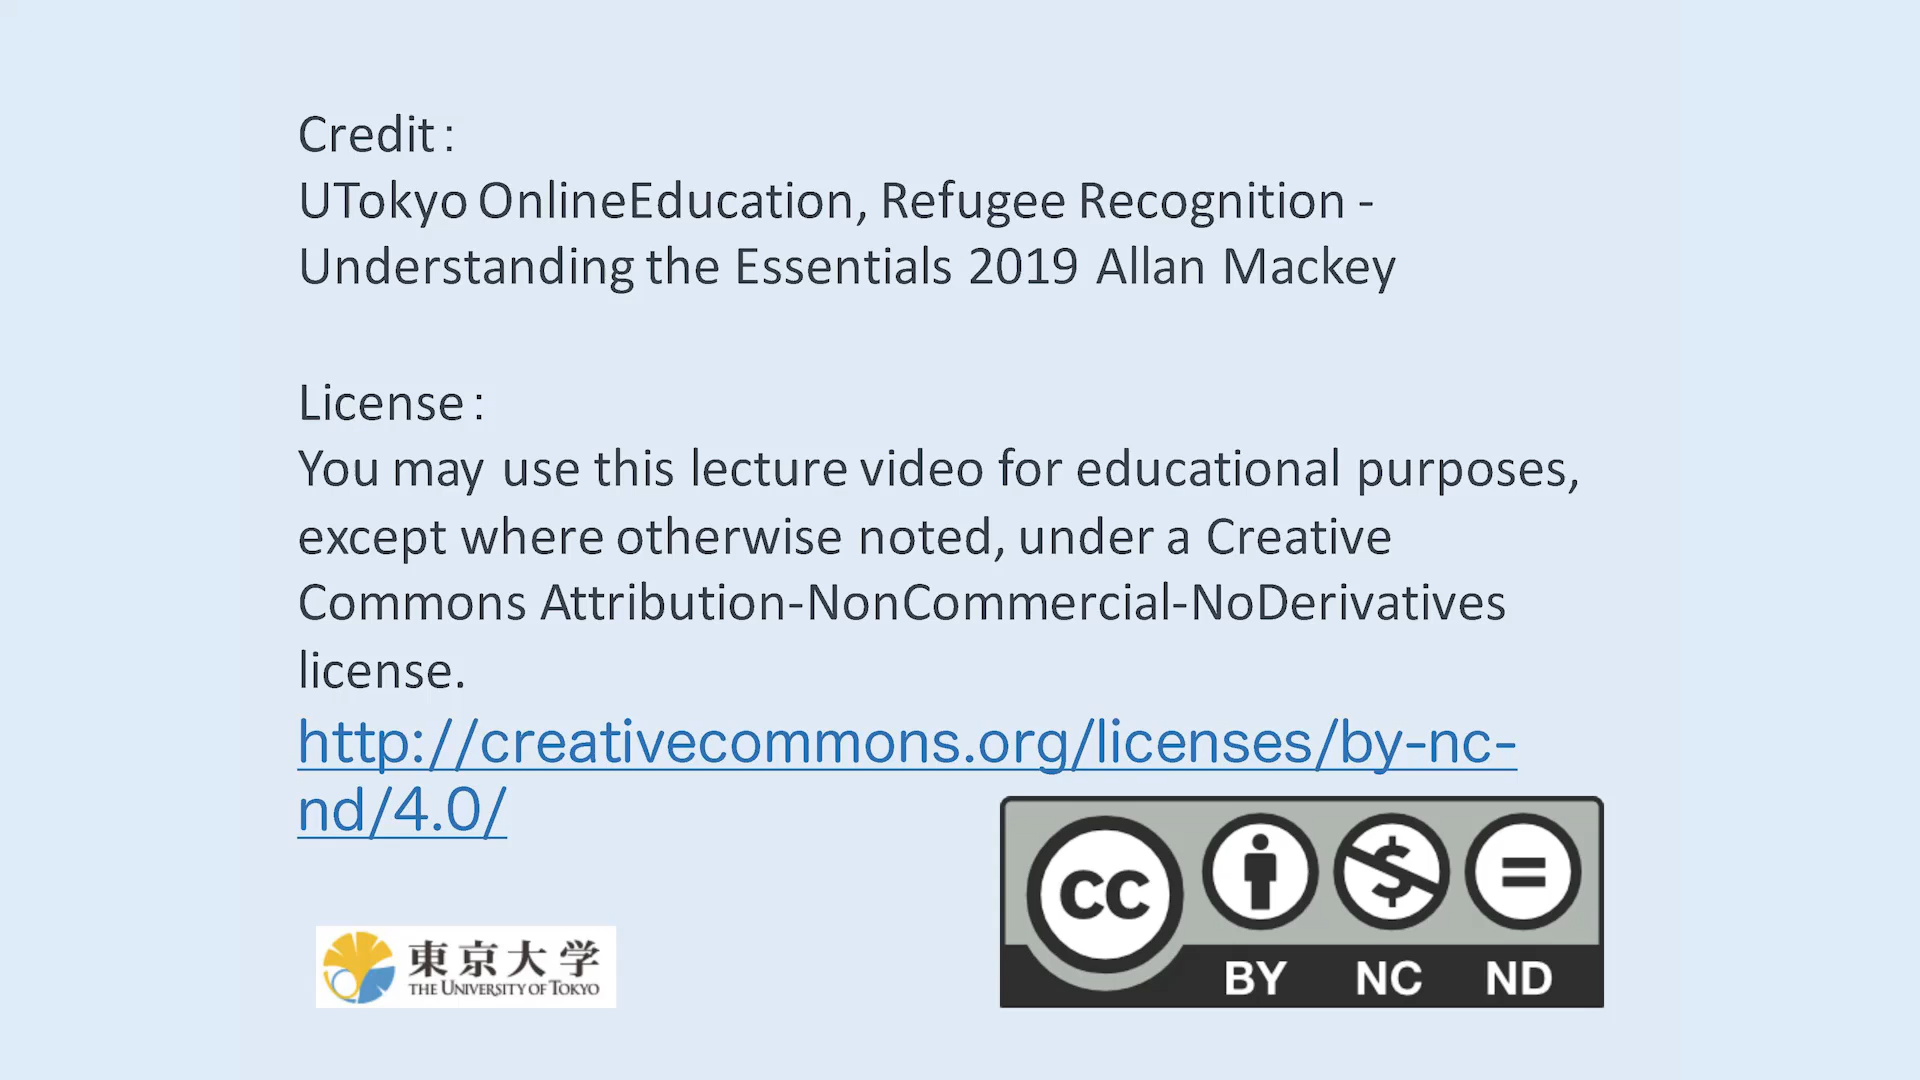 Credit:
UTokyo OnlineEducation, Refugee Recognition -
Understanding the Essentials 2019 Allan Mackey
License:
You may use this lecture video for educational purposes,
except where otherwise noted, under a Creative
Commons Attribution-NonCommercial-NoDerivatives
license.
http://creativecommons.org/licenses/by-nc-
nd/4.0/
東京大学
THE UNIVERSITY OF TOKYO
CC $ =
BY NC ND